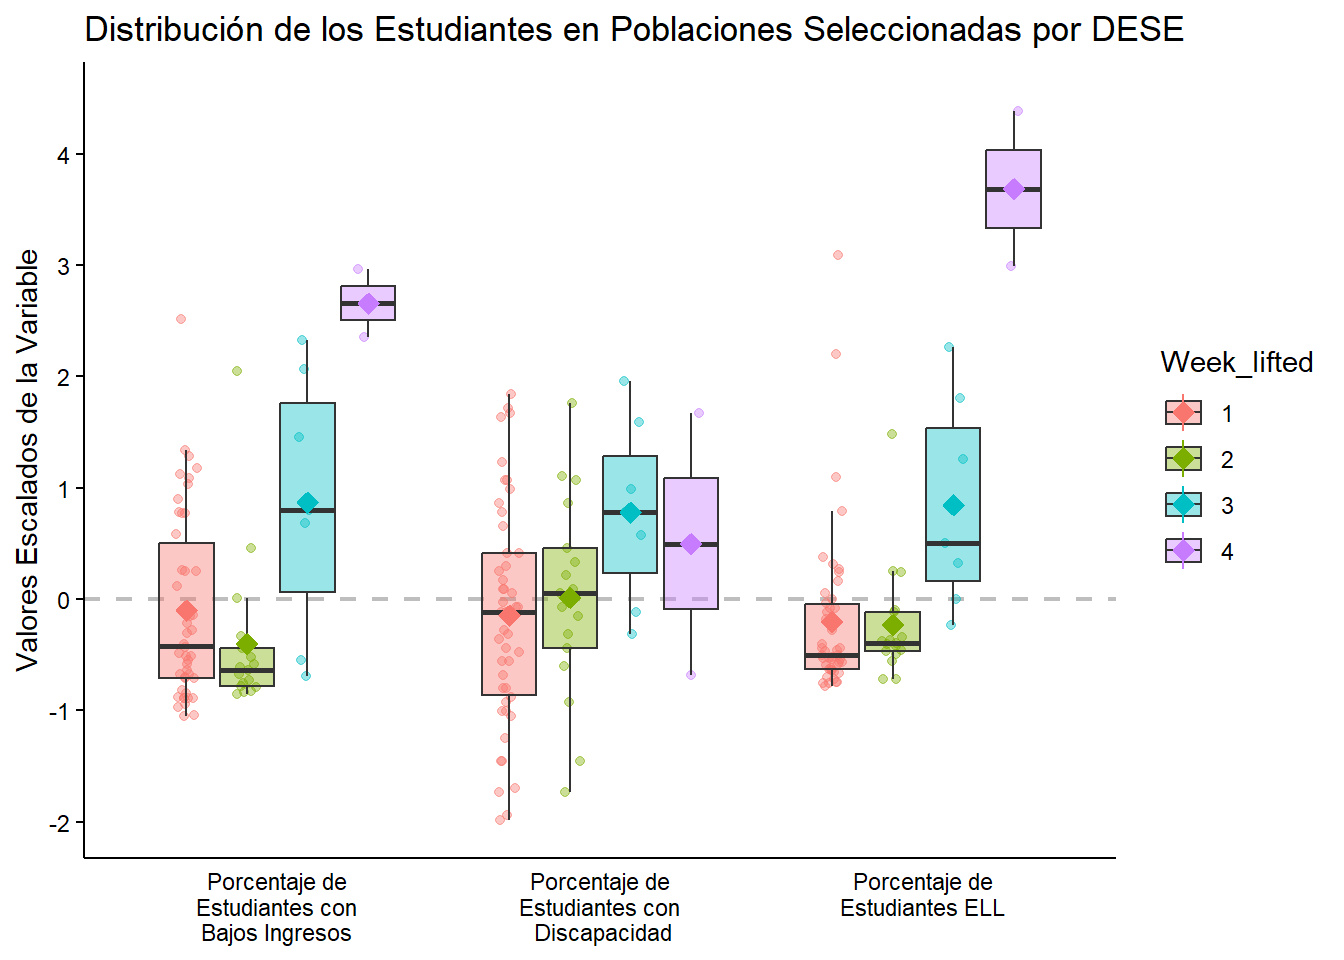 Distribución de los Estudiantes en Poblaciones Seleccionadas por DESE
Valores Escalados de la Variable
4
3
2
1
0
-1
-2
Porcentaje de
Estudiantes con
Bajos Ingresos
Porcentaje de
Estudiantes con
Discapacidad
Porcentaje de
Estudiantes ELL
Week_lifted
1
2
3
4